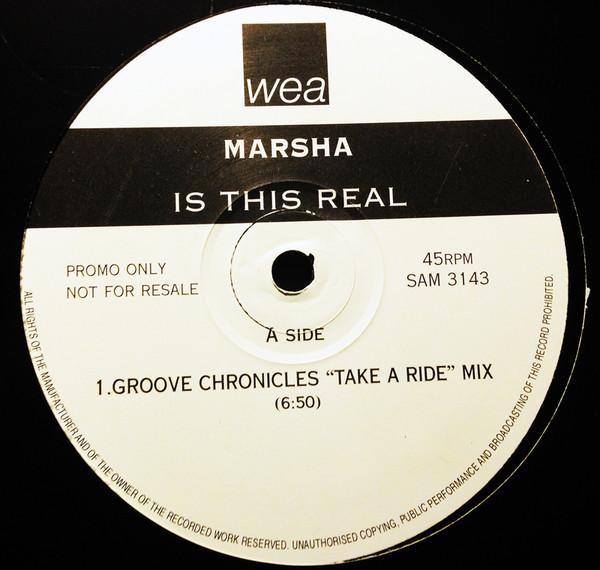 wea
MARSHA
IS THIS REAL
PROMO ONLY
NOT FOR RESALE
45RPM
SAM 3143
A SIDE
1.GROOVE CHRONICLES “TAKE A RIDE” MIX
(6:50)
ALL RIGHTS OF THE MANUFACTURER AND OF THE OWNER OF THE RECORDED WORK RESERVED. UNAUTHORISED COPYING, PUBLIC PERFORMANCE AND BROADCASTING OF THIS RECORD PROHIBITED.